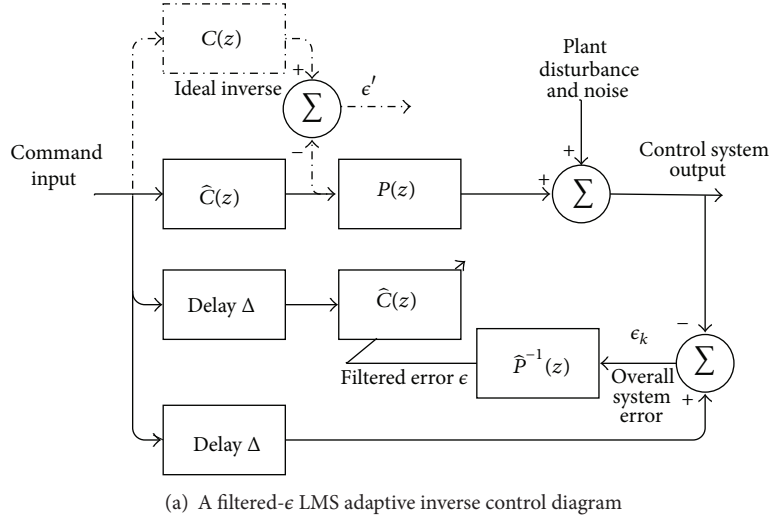 C(z)
Ideal inverse
+
Σ
ϵ′
−
Plant
disturbance
and noise
Command
input
Ĉ(z)
P(z)
+
+
Σ
Control system
output
Delay Δ
Ĉ(z)
−
Filtered error ϵ
P̂⁻¹(z)
ϵₖ
Overall
system
error
Σ
+
Delay Δ
(a) A filtered-ϵ LMS adaptive inverse control diagram